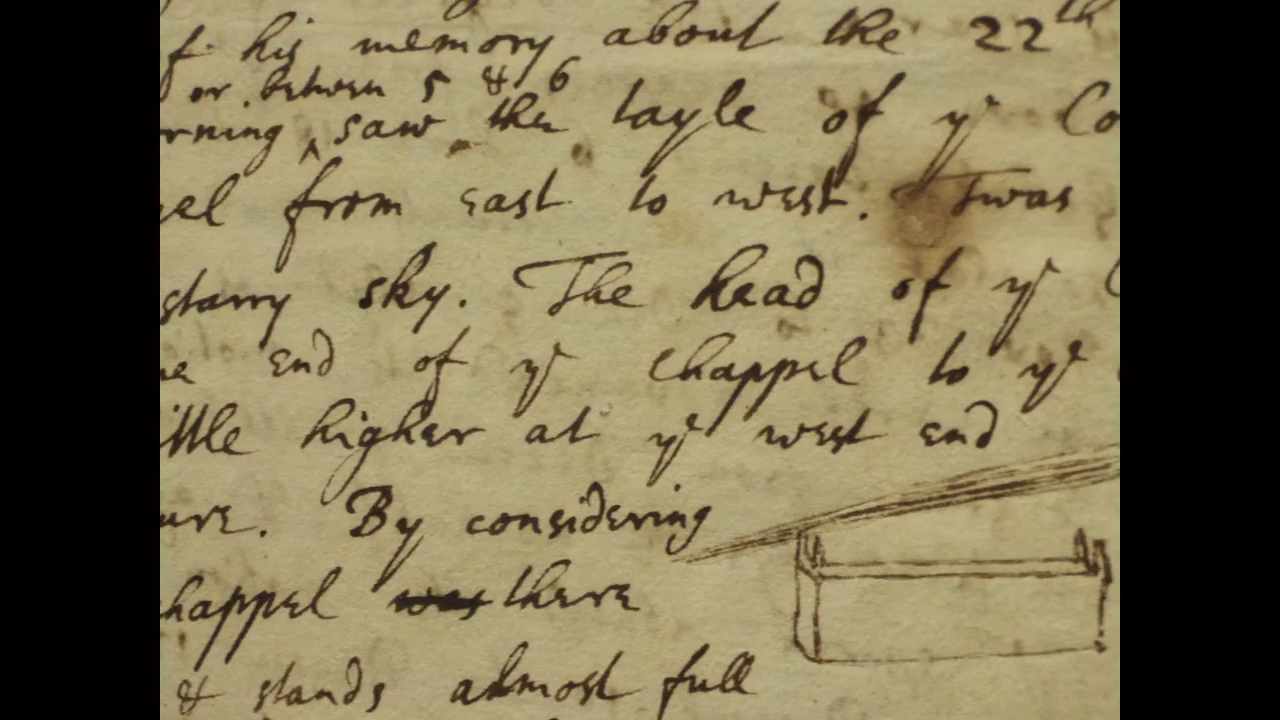 f his memory about the 22th
or between 5 & 6
rning, saw the tayle of ye Co
el from east to west. Twas
starry sky. The head of ye C
end of ye chappel to ye
ittle higher at ye west end
ure. By considering
happel was there
& stands almost full